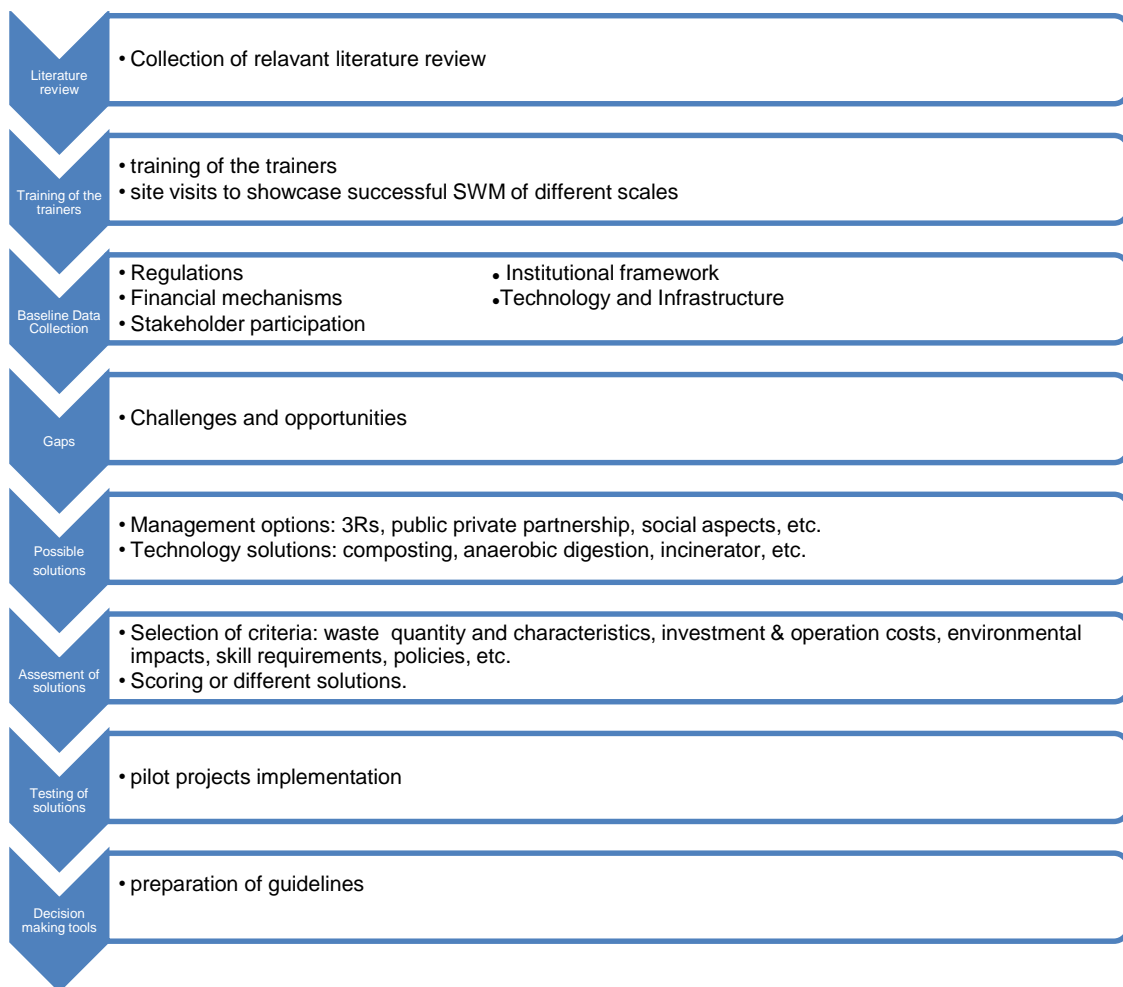 Literature
review
• Collection of relavant literature review
Training of the
trainers
• training of the trainers
• site visits to showcase successful SWM of different scales
Baseline Data
Collection
• Regulations • Institutional framework
• Financial mechanisms •Technology and Infrastructure
• Stakeholder participation
Gaps
• Challenges and opportunities
Possible
solutions
• Management options: 3Rs, public private partnership, social aspects, etc.
• Technology solutions: composting, anaerobic digestion, incinerator, etc.
Assesment of
solutions
• Selection of criteria: waste quantity and characteristics, investment & operation costs, environmental
impacts, skill requirements, policies, etc.
• Scoring or different solutions.
Testing of
solutions
• pilot projects implementation
Decision
making tools
• preparation of guidelines